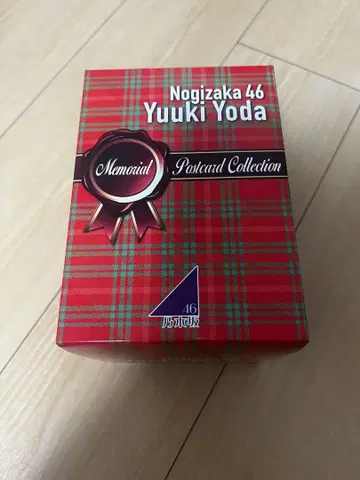 Nogizaka 46
Yuuki Yoda
Memorial Postcard Collection
46
乃木坂